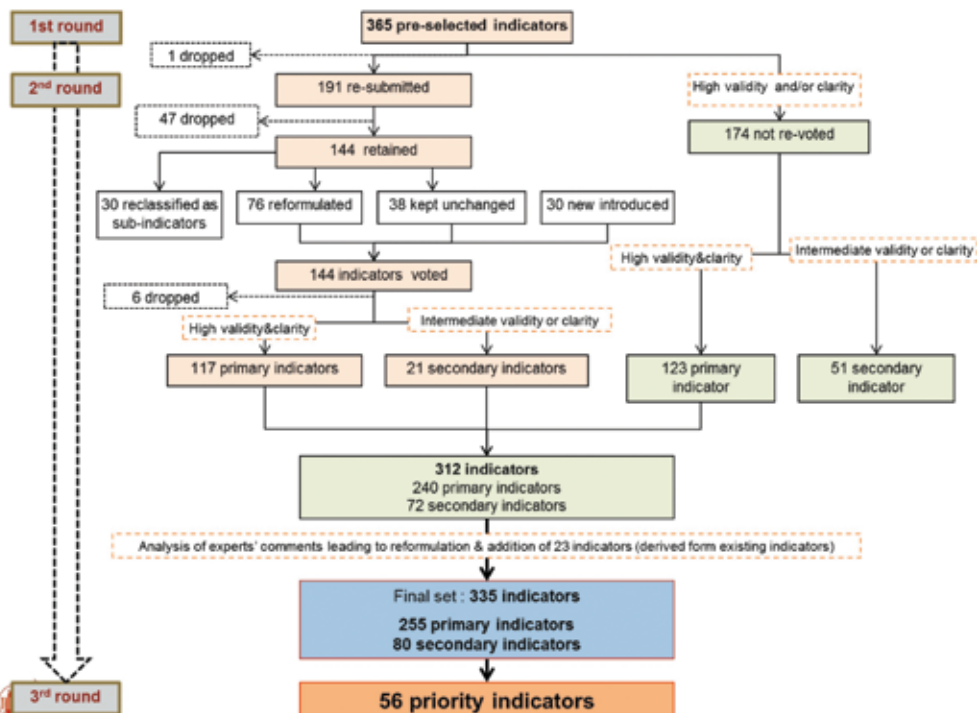 1st round
365 pre-selected indicators
1 dropped
2nd round
191 re-submitted
High validity and/or clarity
47 dropped
174 not re-voted
144 retained
30 reclassified as
sub-indicators
76 reformulated
38 kept unchanged
30 new introduced
High validity&clarity
Intermediate validity or clarity
144 indicators voted
6 dropped
High validity&clarity
Intermediate validity or clarity
117 primary indicators
21 secondary indicators
123 primary
indicator
51 secondary
indicator
312 indicators
240 primary indicators
72 secondary indicators
Analysis of experts' comments leading to reformulation & addition of 23 indicators (derived form existing indicators)
Final set : 335 indicators
255 primary indicators
80 secondary indicators
3rd round
56 priority indicators